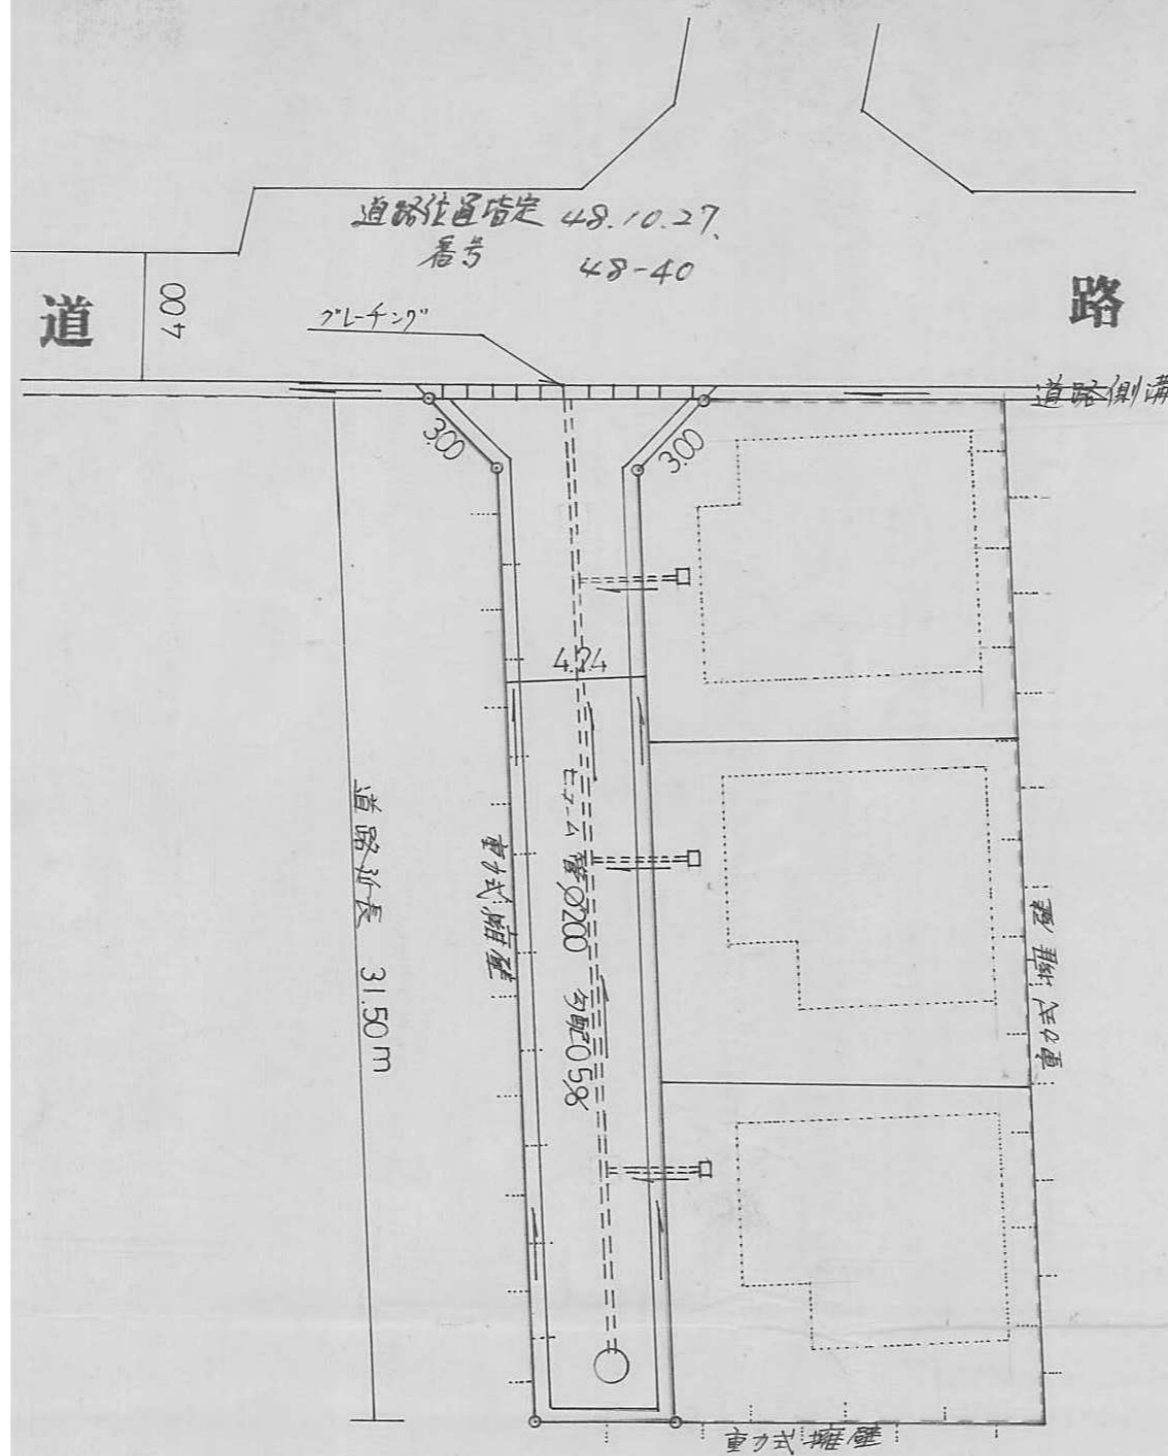 道路位置指定 48.10.27.
番号 48-40
道 4.00 路
グレーチング
道路側溝
3.00
3.00
4.24
ヒューム管Ø200 勾配0.5%
道路延長 31.50m
重力式擁壁
重力式擁壁
重力式擁壁